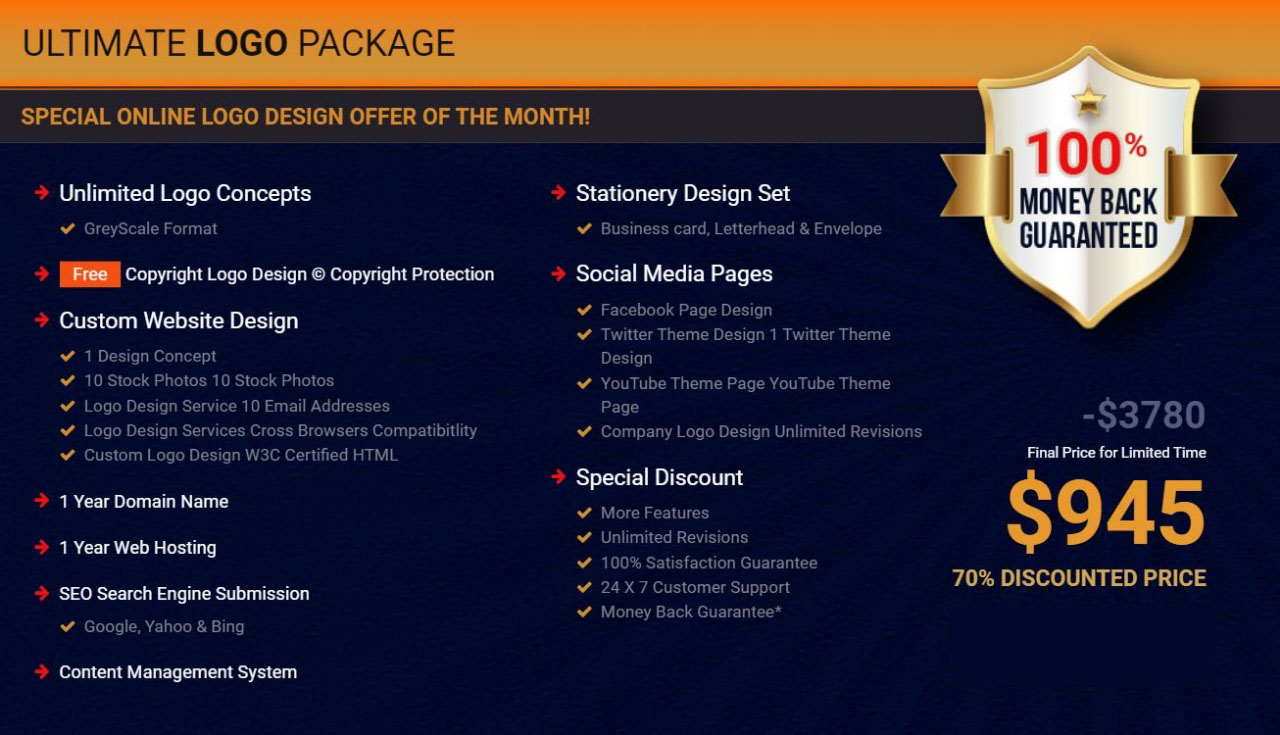 ULTIMATE LOGO PACKAGE
SPECIAL ONLINE LOGO DESIGN OFFER OF THE MONTH!
Unlimited Logo Concepts
GreyScale Format
Free Copyright Logo Design © Copyright Protection
Custom Website Design
1 Design Concept
10 Stock Photos 10 Stock Photos
Logo Design Service 10 Email Addresses
Logo Design Services Cross Browsers Compatibitlity
Custom Logo Design W3C Certified HTML
1 Year Domain Name
1 Year Web Hosting
SEO Search Engine Submission
Google, Yahoo & Bing
Content Management System
Stationery Design Set
Business card, Letterhead & Envelope
Social Media Pages
Facebook Page Design
Twitter Theme Design 1 Twitter Theme
Design
YouTube Theme Page YouTube Theme
Page
Company Logo Design Unlimited Revisions
Special Discount
More Features
Unlimited Revisions
100% Satisfaction Guarantee
24 X 7 Customer Support
Money Back Guarantee*
100%
MONEY BACK
GUARANTEED
-$3780
Final Price for Limited Time
$945
70% DISCOUNTED PRICE